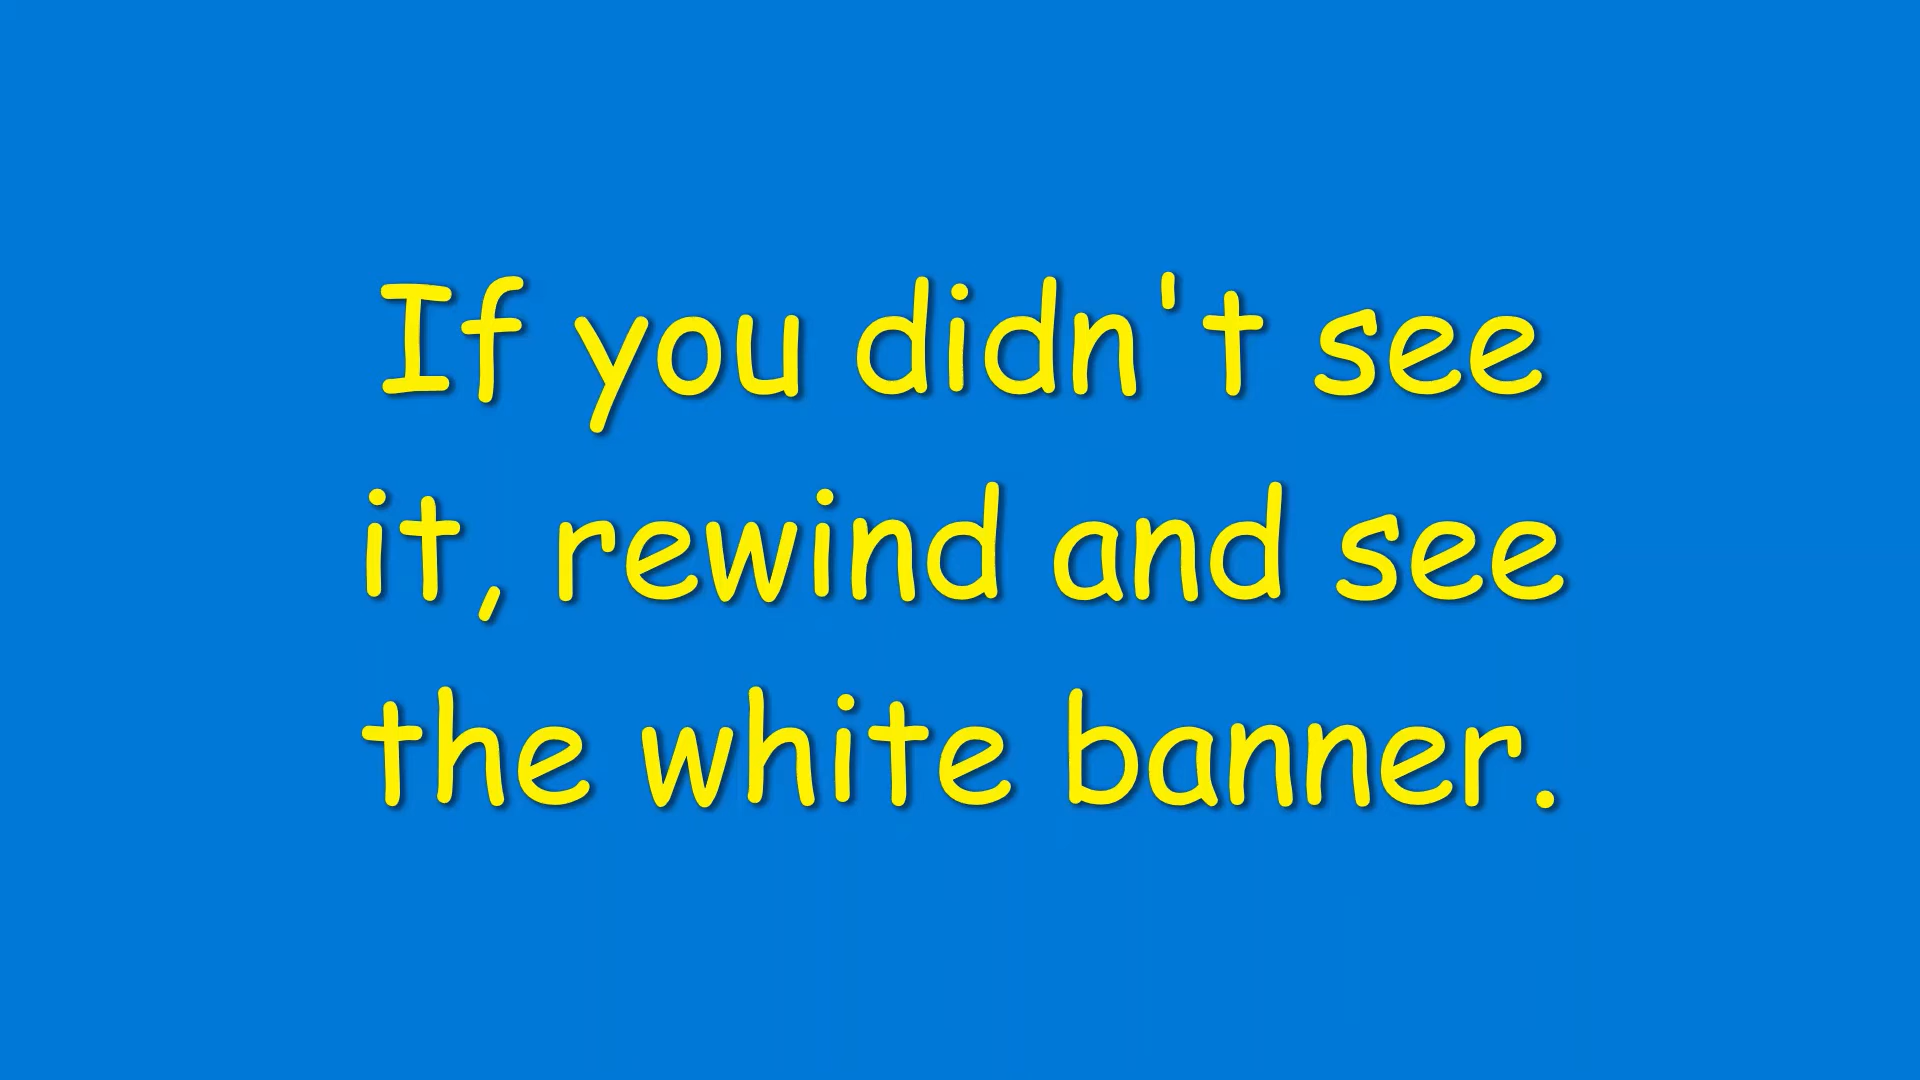 If you didn't see
it, rewind and see
the white banner.